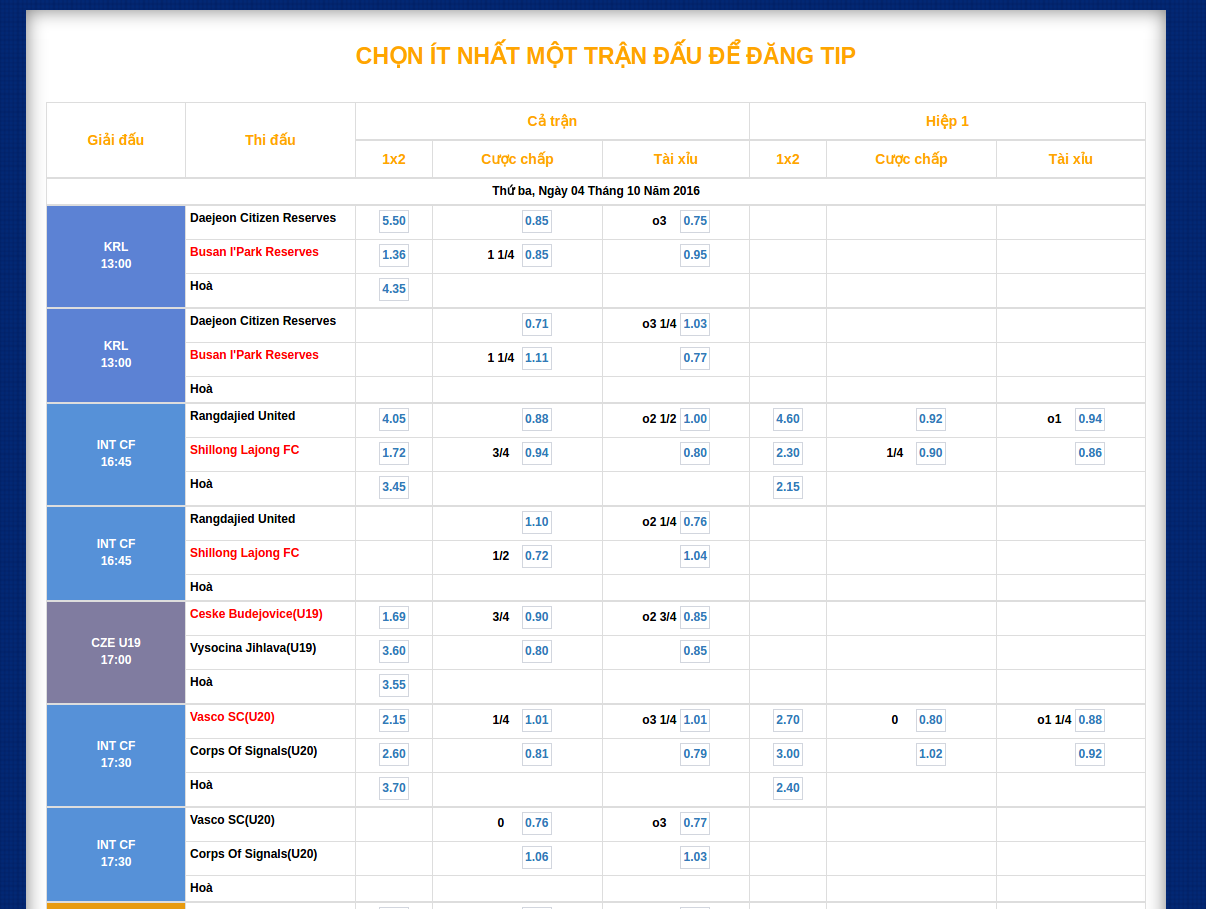 CHỌN ÍT NHẤT MỘT TRẬN ĐẤU ĐỂ ĐĂNG TIP
Giải đấu Thi đấu Cả trận Hiệp 1
1x2 Cược chấp Tài xỉu 1x2 Cược chấp Tài xỉu
Thứ ba, Ngày 04 Tháng 10 Năm 2016
KRL 13:00
Daejeon Citizen Reserves 5.50 0.85 o3 0.75
Busan I'Park Reserves 1.36 1 1/4 0.85 0.95
Hoà 4.35
KRL 13:00
Daejeon Citizen Reserves 0.71 o3 1/4 1.03
Busan I'Park Reserves 1 1/4 1.11 0.77
Hoà
INT CF 16:45
Rangdajied United 4.05 0.88 o2 1/2 1.00 4.60 0.92 o1 0.94
Shillong Lajong FC 1.72 3/4 0.94 0.80 2.30 1/4 0.90 0.86
Hoà 3.45 2.15
INT CF 16:45
Rangdajied United 1.10 o2 1/4 0.76
Shillong Lajong FC 1/2 0.72 1.04
Hoà
CZE U19 17:00
Ceske Budejovice(U19) 1.69 3/4 0.90 o2 3/4 0.85
Vysocina Jihlava(U19) 3.60 0.80 0.85
Hoà 3.55
INT CF 17:30
Vasco SC(U20) 2.15 1/4 1.01 o3 1/4 1.01 2.70 0 0.80 o1 1/4 0.88
Corps Of Signals(U20) 2.60 0.81 0.79 3.00 1.02 0.92
Hoà 3.70 2.40
INT CF 17:30
Vasco SC(U20) 0 0.76 o3 0.77
Corps Of Signals(U20) 1.06 1.03
Hoà